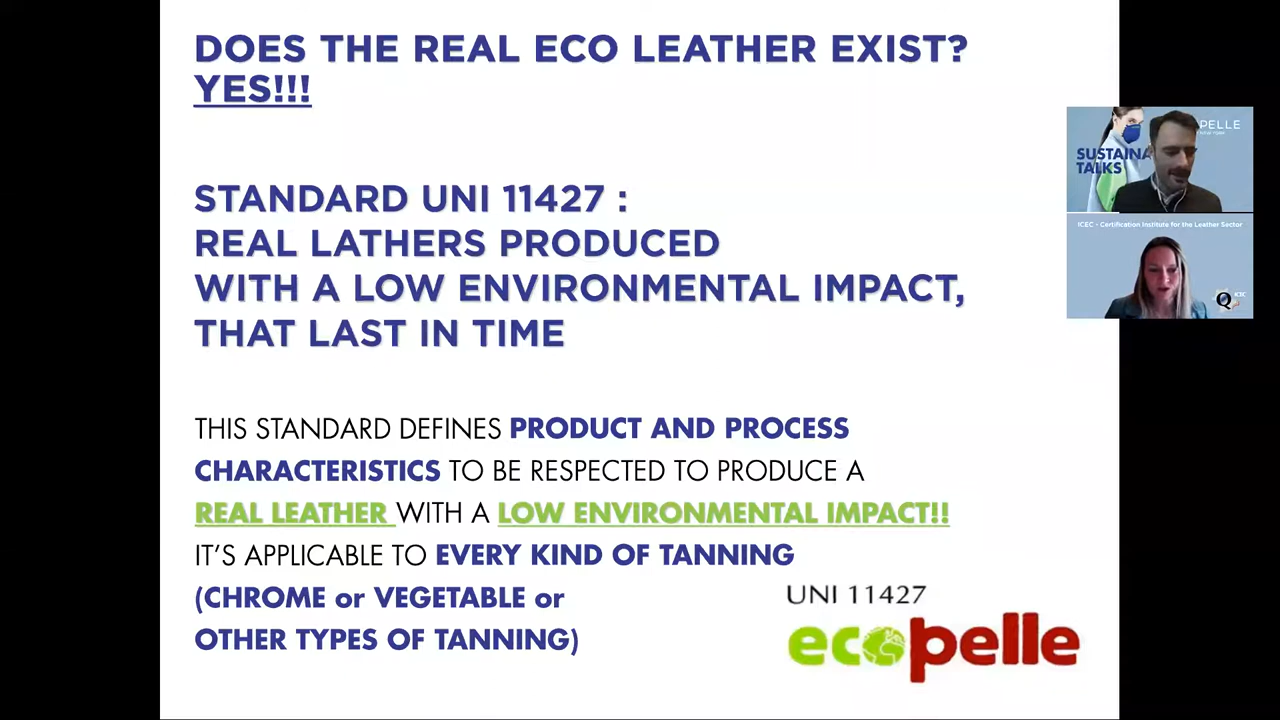 DOES THE REAL ECO LEATHER EXIST?
YES!!!
STANDARD UNI 11427 :
REAL LATHERS PRODUCED
WITH A LOW ENVIRONMENTAL IMPACT,
THAT LAST IN TIME
THIS STANDARD DEFINES PRODUCT AND PROCESS
CHARACTERISTICS TO BE RESPECTED TO PRODUCE A
REAL LEATHER WITH A LOW ENVIRONMENTAL IMPACT!!
IT'S APPLICABLE TO EVERY KIND OF TANNING
(CHROME or VEGETABLE or
OTHER TYPES OF TANNING)
UNI 11427
ecopelle
PELLE
SUSTAINA
TALKS
ICEC - Certification Institute for the Leather Sector
ICEC